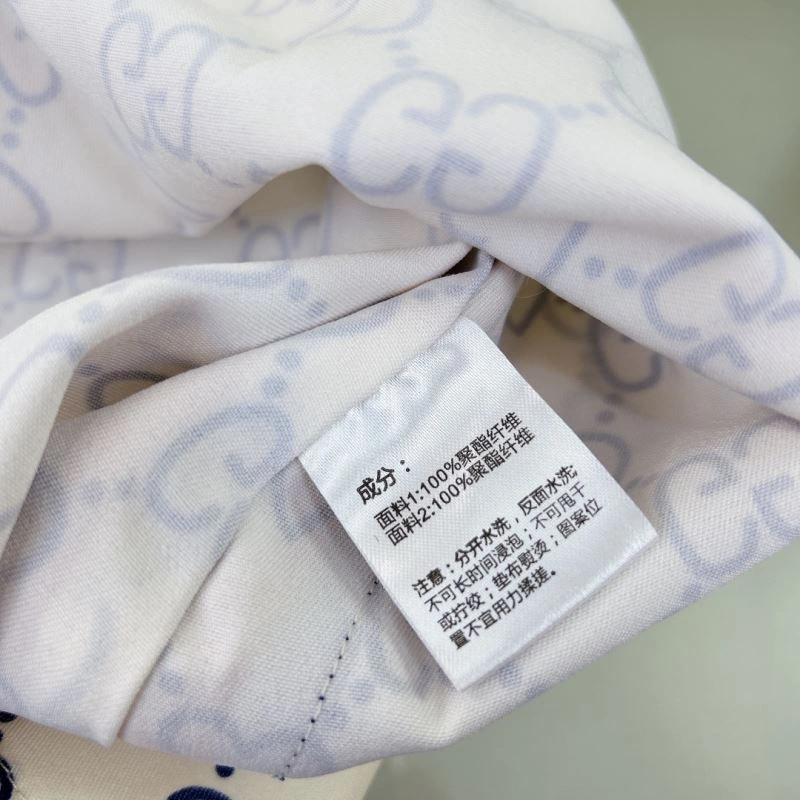 成分：
面料1:100%聚酯纤维
面料2:100%聚酯纤维
注意：分开水洗，反面水洗；
不可长时间浸泡；不可甩干
或拧绞；垫布熨烫；图案位
置不宜用力揉搓。